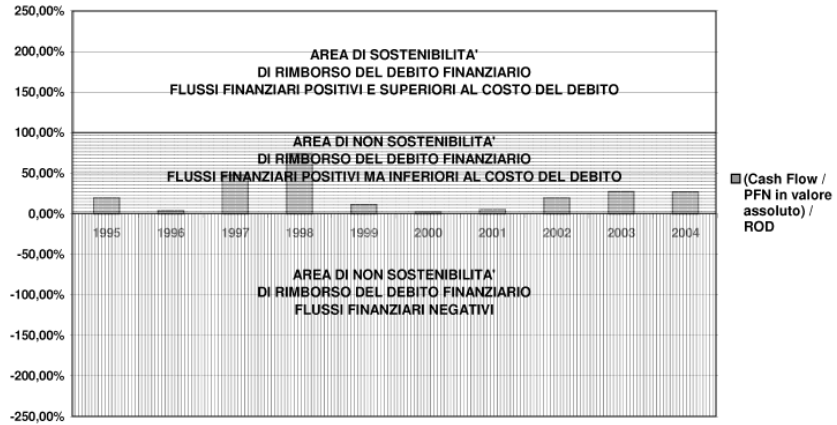 250,00%
200,00%
150,00%
100,00%
50,00%
0,00%
-50,00%
-100,00%
-150,00%
-200,00%
-250,00%
AREA DI SOSTENIBILITA'
DI RIMBORSO DEL DEBITO FINANZIARIO
FLUSSI FINANZIARI POSITIVI E SUPERIORI AL COSTO DEL DEBITO
AREA DI NON SOSTENIBILITA'
DI RIMBORSO DEL DEBITO FINANZIARIO
FLUSSI FINANZIARI POSITIVI MA INFERIORI AL COSTO DEL DEBITO
1995 1996 1997 1998 1999 2000 2001 2002 2003 2004
AREA DI NON SOSTENIBILITA'
DI RIMBORSO DEL DEBITO FINANZIARIO
FLUSSI FINANZIARI NEGATIVI
(Cash Flow /
PFN in valore
assoluto) /
ROD